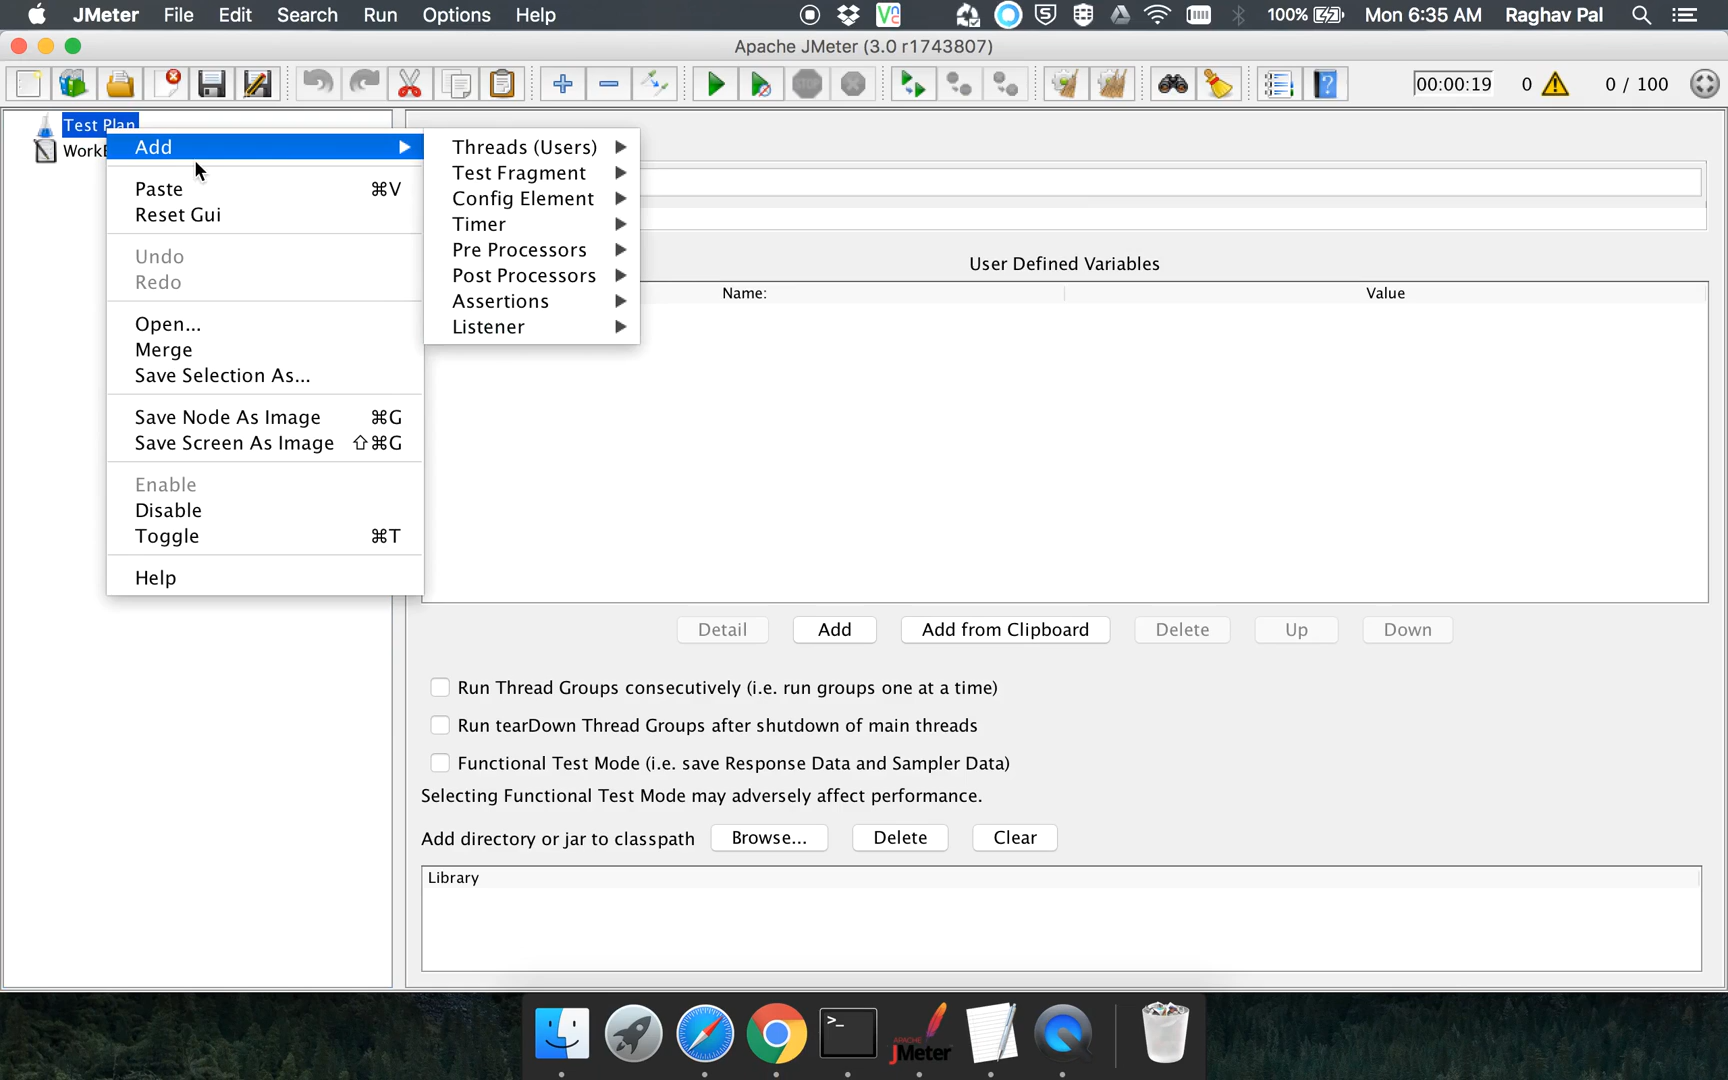 JMeter File Edit Search Run Options Help 100% Mon 6:35 AM Raghav Pal
Apache JMeter (3.0 r1743807)
00:00:19 0 0 / 100
Test Plan
Add
Paste ⌘V
Reset Gui
Undo
Redo
Open...
Merge
Save Selection As...
Save Node As Image ⌘G
Save Screen As Image ⇧⌘G
Enable
Disable
Toggle ⌘T
Help
Threads (Users)
Test Fragment
Config Element
Timer
Pre Processors
Post Processors
Assertions
Listener
User Defined Variables
Name: Value
Detail Add Add from Clipboard Delete Up Down
Run Thread Groups consecutively (i.e. run groups one at a time)
Run tearDown Thread Groups after shutdown of main threads
Functional Test Mode (i.e. save Response Data and Sampler Data)
Selecting Functional Test Mode may adversely affect performance.
Add directory or jar to classpath Browse... Delete Clear
Library
APACHE
JMeter